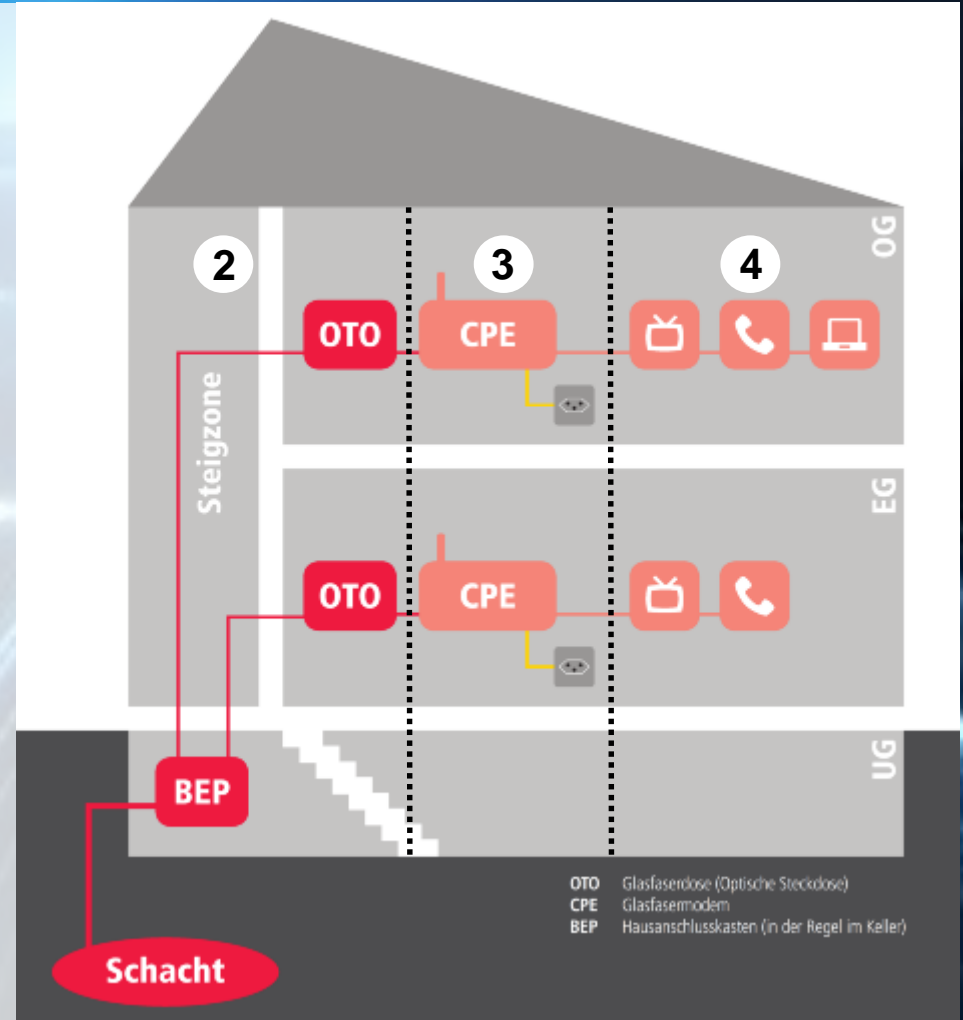 OG
2
3
4
OTO
CPE
Steigzone
EG
OTO
CPE
UG
BEP
OTO Glasfaserdose (Optische Steckdose)
CPE Glasfasermodem
BEP Hausanschlusskasten (in der Regel im Keller)
Schacht